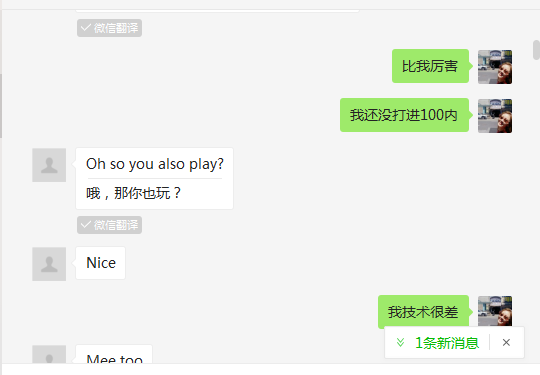 微信翻译
比我厉害
我还没打进100内
Oh so you also play?
哦，那你也玩？
微信翻译
Nice
我技术很差
1条新消息
Mee too